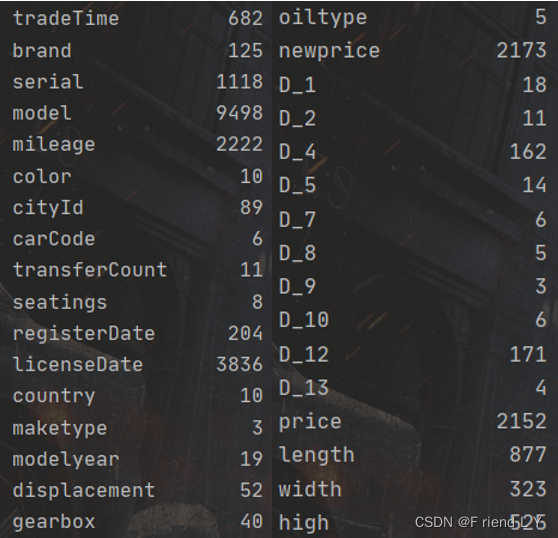 tradeTime 682
brand 125
serial 1118
model 9498
mileage 2222
color 10
cityId 89
carCode 6
transferCount 11
seatings 8
registerDate 204
licenseDate 3836
country 10
maketype 3
modelyear 19
displacement 52
gearbox 40
oiltype 5
newprice 2173
D_1 18
D_2 11
D_4 162
D_5 14
D_7 6
D_8 5
D_9 3
D_10 6
D_12 171
D_13 4
price 2152
length 877
width 323
high
CSDN @F riend L Y